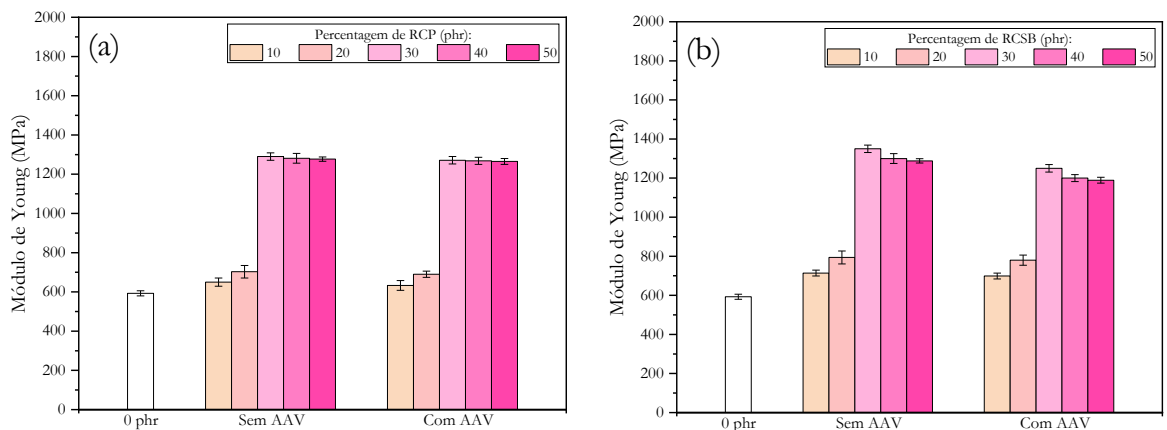 (a)
Percentagem de RCP (phr):
10 20 30 40 50
Módulo de Young (MPa)
2000
1800
1600
1400
1200
1000
800
600
400
200
0
0 phr Sem AAV Com AAV
(b)
Percentagem de RCSB (phr):
10 20 30 40 50
Módulo de Young (MPa)
2000
1800
1600
1400
1200
1000
800
600
400
200
0
0 phr Sem AAV Com AAV